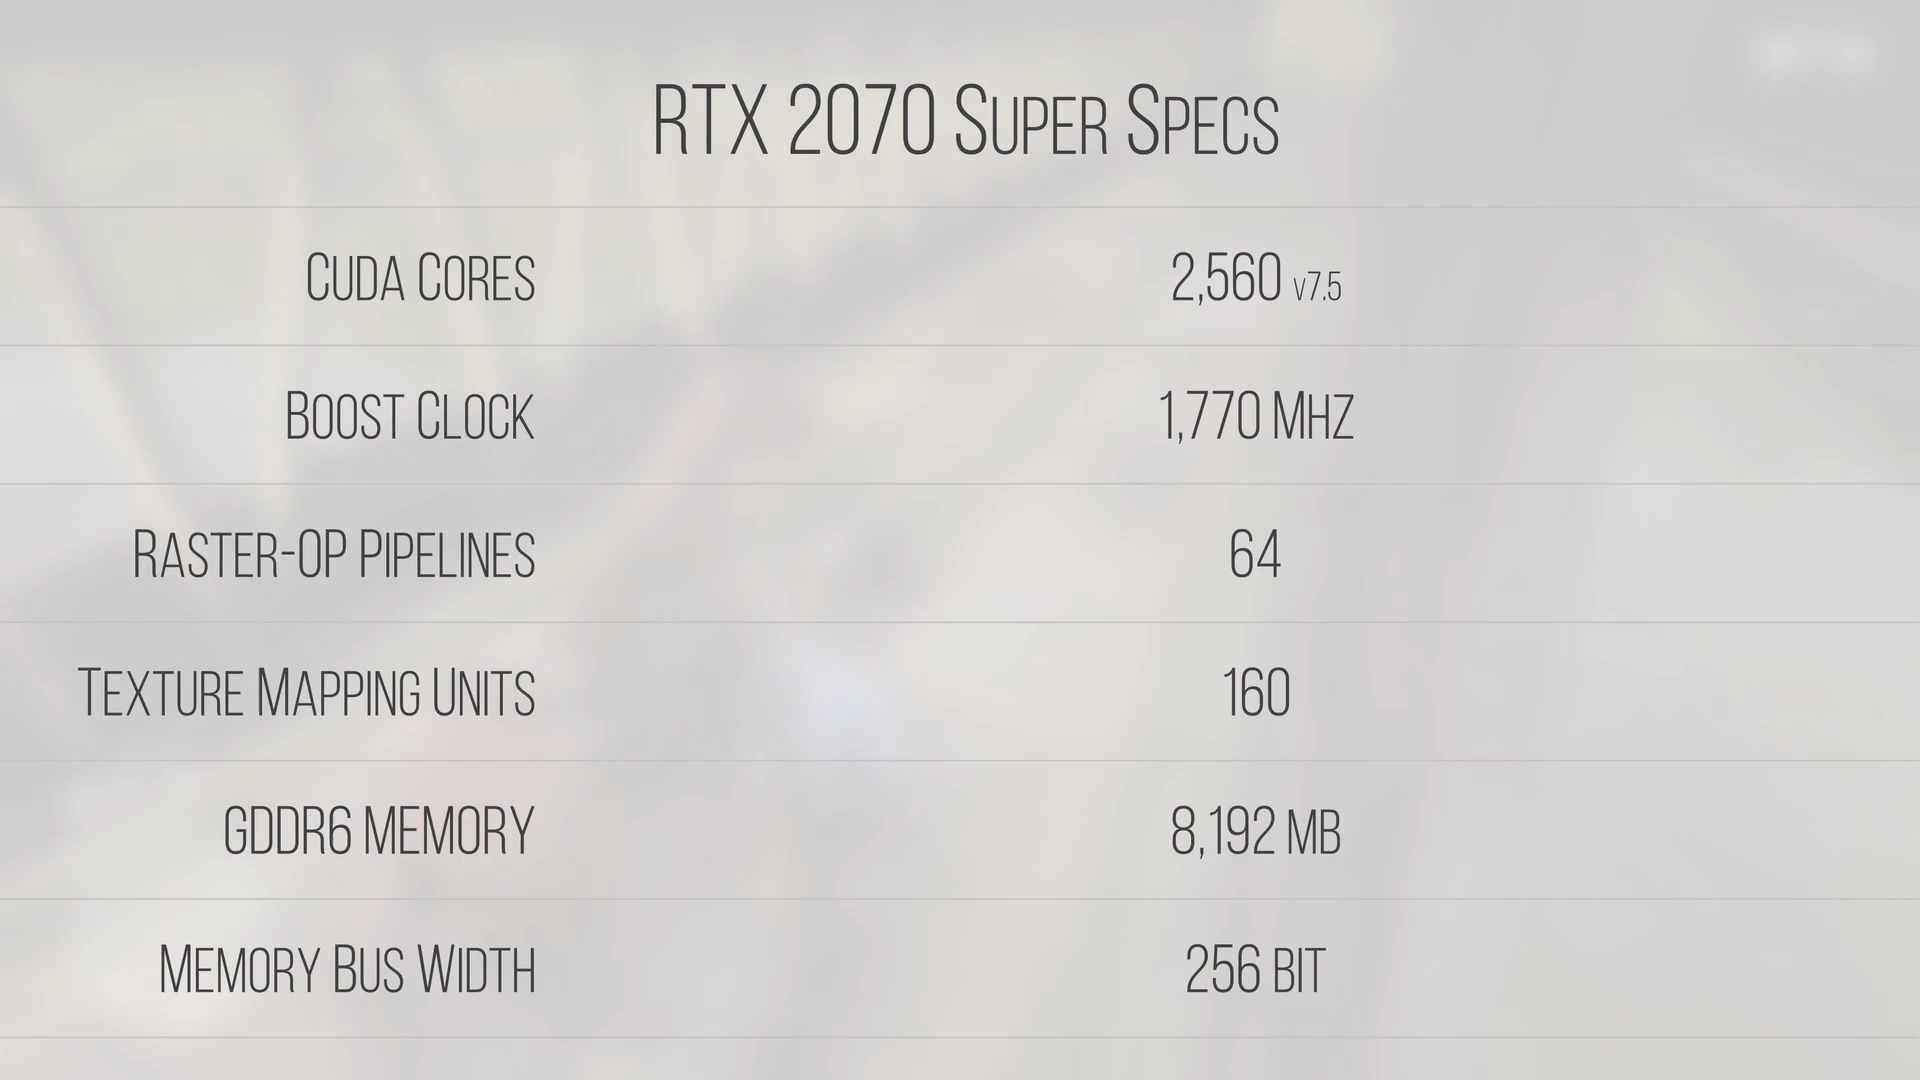 RTX 2070 Super Specs
Cuda Cores 2,560 v7.5
Boost Clock 1,770 MHz
Raster-OP Pipelines 64
Texture Mapping Units 160
GDDR6 MEMORY 8,192 MB
Memory Bus Width 256 BIT